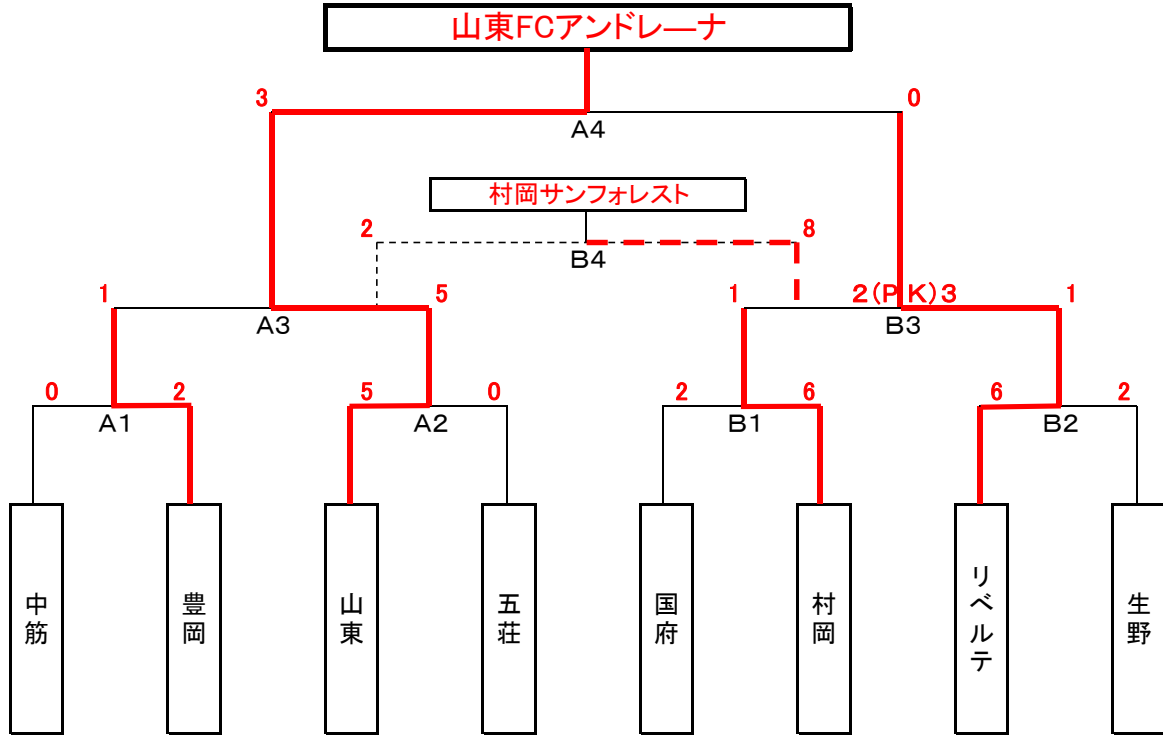 山東FCアンドレ―ナ
3
0
A4
村岡サンフォレスト
2
8
B4
1
5
1
2(PK)3
1
A3
B3
0
2
5
0
2
6
6
2
A1
A2
B1
B2
中筋
豊岡
山東
五荘
国府
村岡
リベルテ
生野